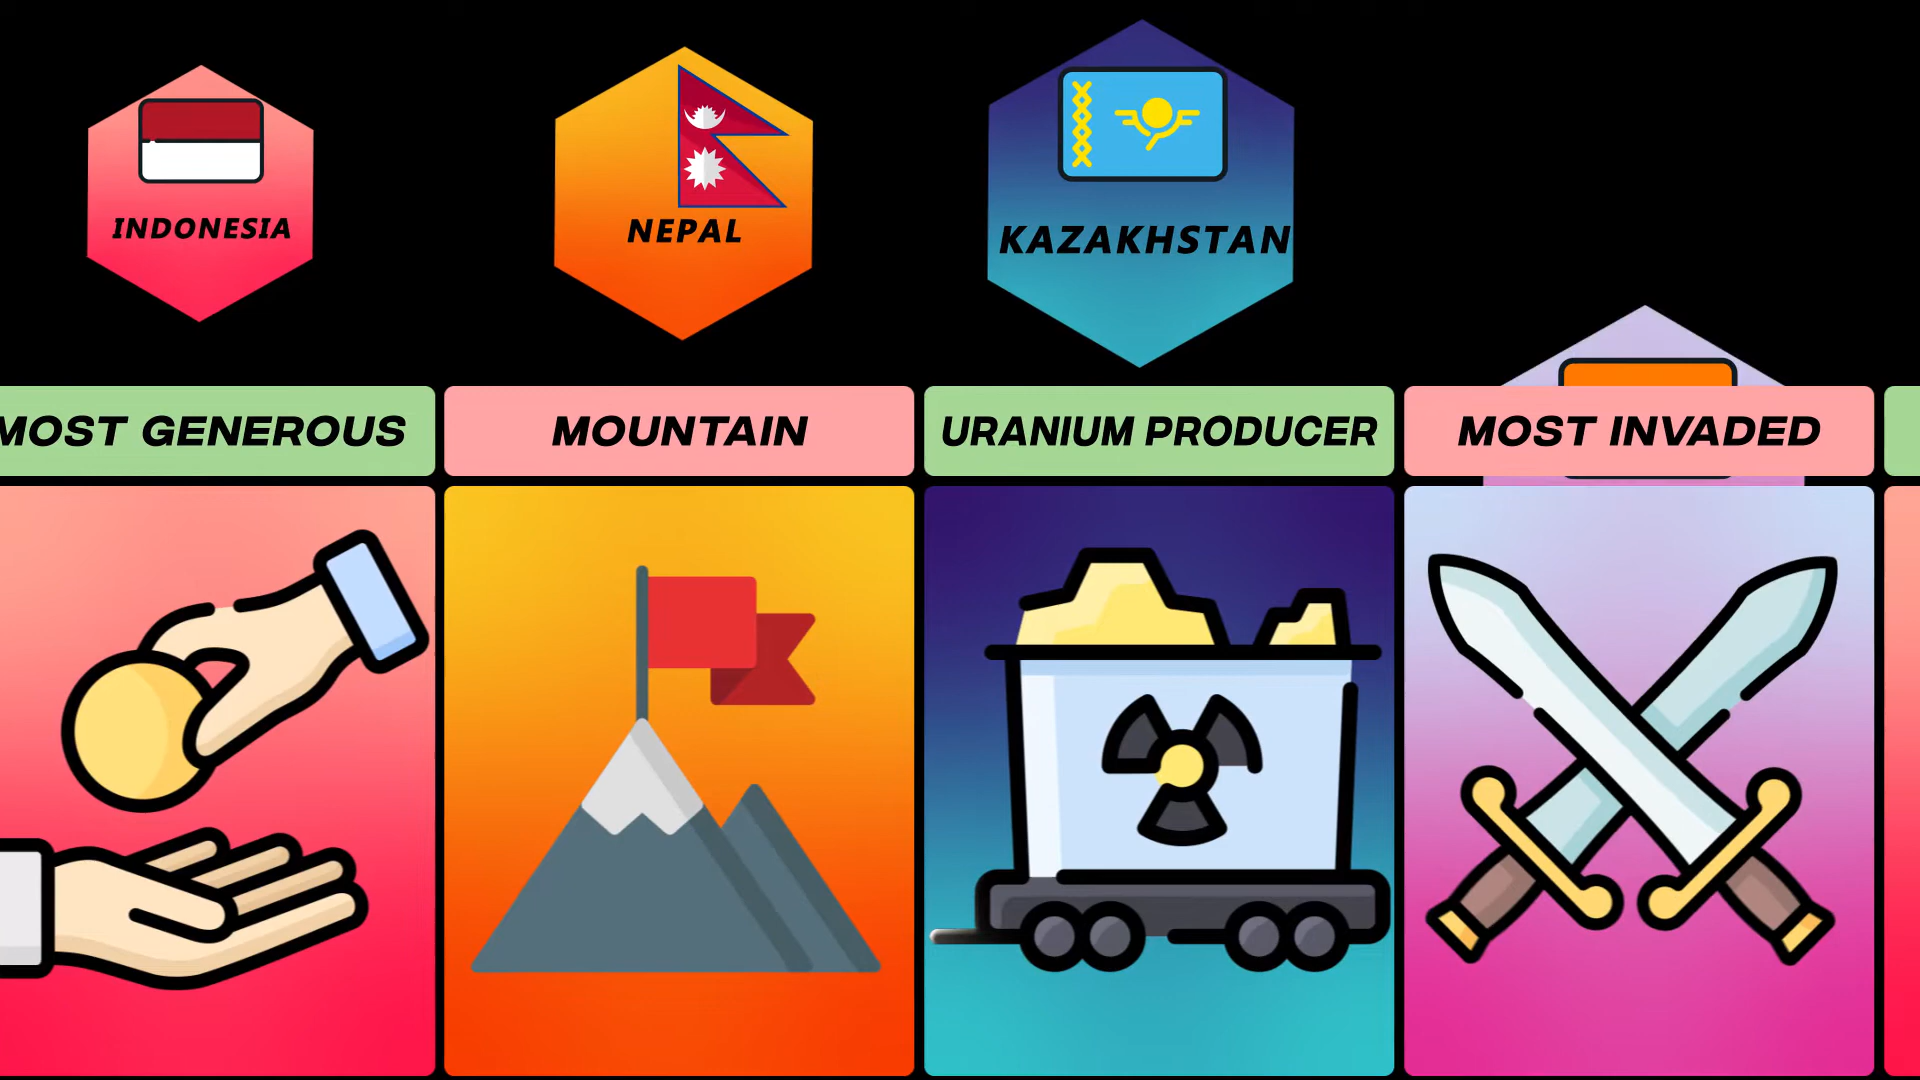 INDONESIA
NEPAL
KAZAKHSTAN
MOST GENEROUS
MOUNTAIN
URANIUM PRODUCER
MOST INVADED